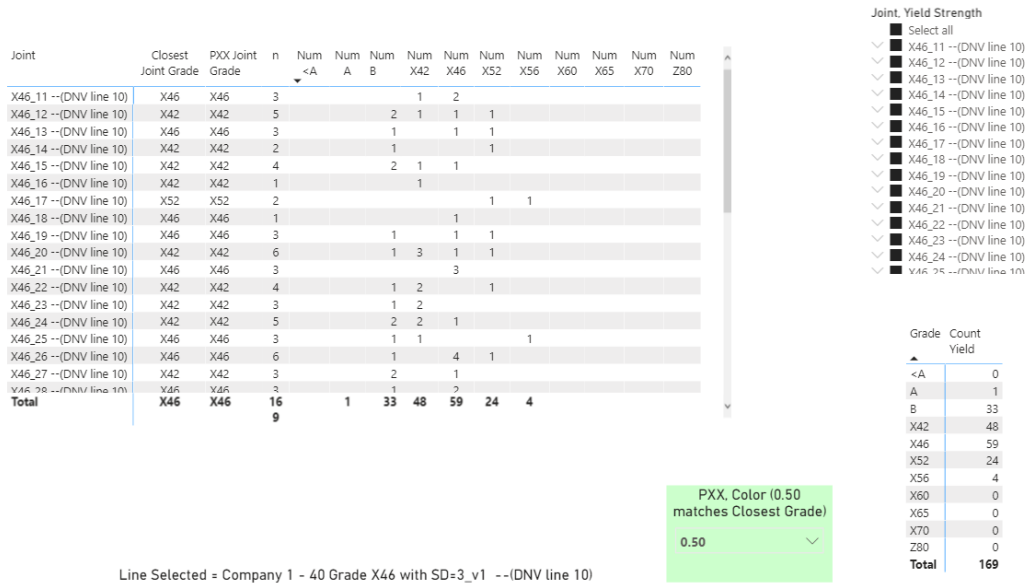 Joint Closest Joint Grade PXX Joint Grade n Num <A Num A Num B Num X42 Num X46 Num X52 Num X56 Num X60 Num X65 Num X70 Num Z80
X46_11 --(DNV line 10) X46 X46 3 1 2
X46_12 --(DNV line 10) X42 X42 5 2 1 1 1
X46_13 --(DNV line 10) X46 X46 3 1 1 1
X46_14 --(DNV line 10) X42 X42 2 1 1
X46_15 --(DNV line 10) X42 X42 4 2 1 1
X46_16 --(DNV line 10) X42 X42 1 1
X46_17 --(DNV line 10) X52 X52 2 1 1
X46_18 --(DNV line 10) X46 X46 1 1
X46_19 --(DNV line 10) X46 X46 3 1 1 1
X46_20 --(DNV line 10) X42 X42 6 1 3 1 1
X46_21 --(DNV line 10) X46 X46 3 3
X46_22 --(DNV line 10) X42 X42 4 1 2 1
X46_23 --(DNV line 10) X42 X42 3 1 2
X46_24 --(DNV line 10) X42 X42 5 2 2 1
X46_25 --(DNV line 10) X46 X46 3 1 1 1
X46_26 --(DNV line 10) X46 X46 6 1 4 1
X46_27 --(DNV line 10) X42 X42 3 2 1
X46_28 --(DNV line 10) X46 X46 3 1 2
Total X46 X46 169 1 33 48 59 24 4
Joint, Yield Strength
Select all
X46_11 --(DNV line 10)
X46_12 --(DNV line 10)
X46_13 --(DNV line 10)
X46_14 --(DNV line 10)
X46_15 --(DNV line 10)
X46_16 --(DNV line 10)
X46_17 --(DNV line 10)
X46_18 --(DNV line 10)
X46_19 --(DNV line 10)
X46_20 --(DNV line 10)
X46_21 --(DNV line 10)
X46_22 --(DNV line 10)
X46_23 --(DNV line 10)
X46_24 --(DNV line 10)
X46_25 --(DNV line 10)
Grade Count Yield
<A 0
A 1
B 33
X42 48
X46 59
X52 24
X56 4
X60 0
X65 0
X70 0
Z80 0
Total 169
PXX, Color (0.50
matches Closest Grade)
0.50
Line Selected = Company 1 - 40 Grade X46 with SD=3_v1 --(DNV line 10)